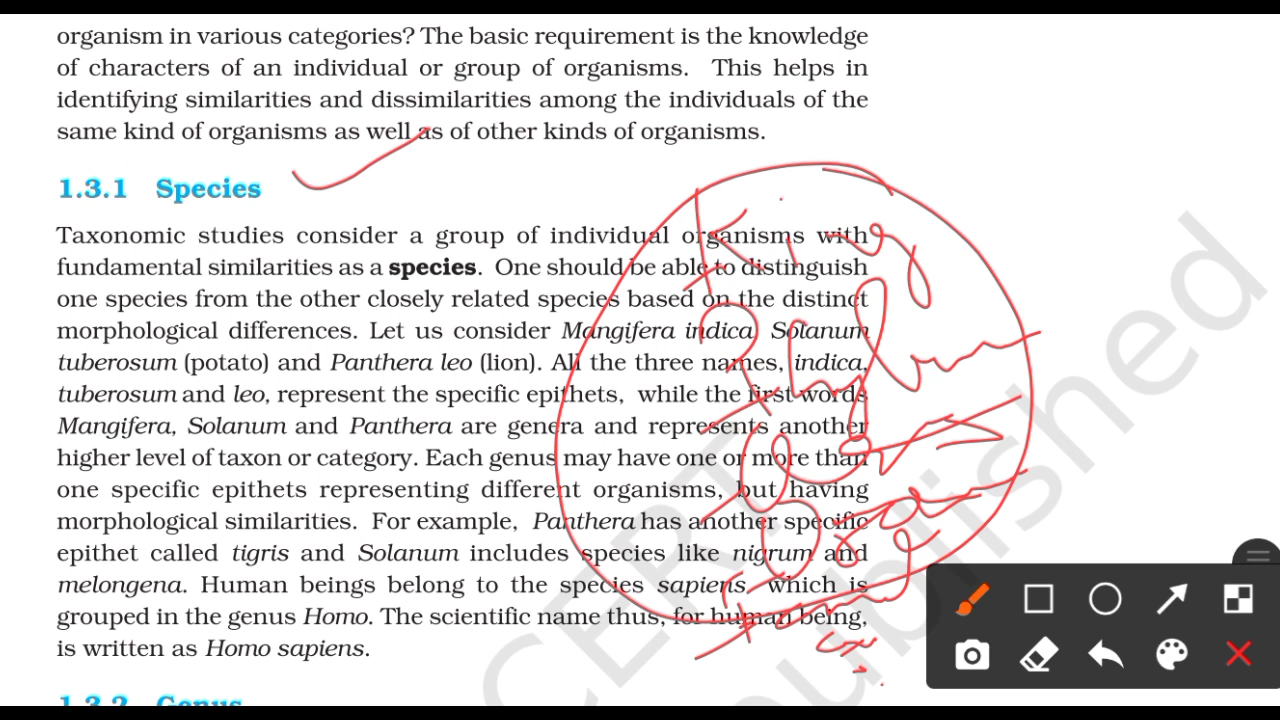 organism in various categories? The basic requirement is the knowledge
of characters of an individual or group of organisms. This helps in
identifying similarities and dissimilarities among the individuals of the
same kind of organisms as well as of other kinds of organisms.
1.3.1 Species
Taxonomic studies consider a group of individual organisms with
fundamental similarities as a species. One should be able to distinguish
one species from the other closely related species based on the distinct
morphological differences. Let us consider Mangifera indica, Solanum
tuberosum (potato) and Panthera leo (lion). All the three names, indica,
tuberosum and leo, represent the specific epithets, while the first words
Mangifera, Solanum and Panthera are genera and represents another
higher level of taxon or category. Each genus may have one or more than
one specific epithets representing different organisms, but having
morphological similarities. For example, Panthera has another specific
epithet called tigris and Solanum includes species like nigrum and
melongena. Human beings belong to the species sapiens, which is
grouped in the genus Homo. The scientific name thus, for human being,
is written as Homo sapiens.
1.3.2 Genus
King
Phylum